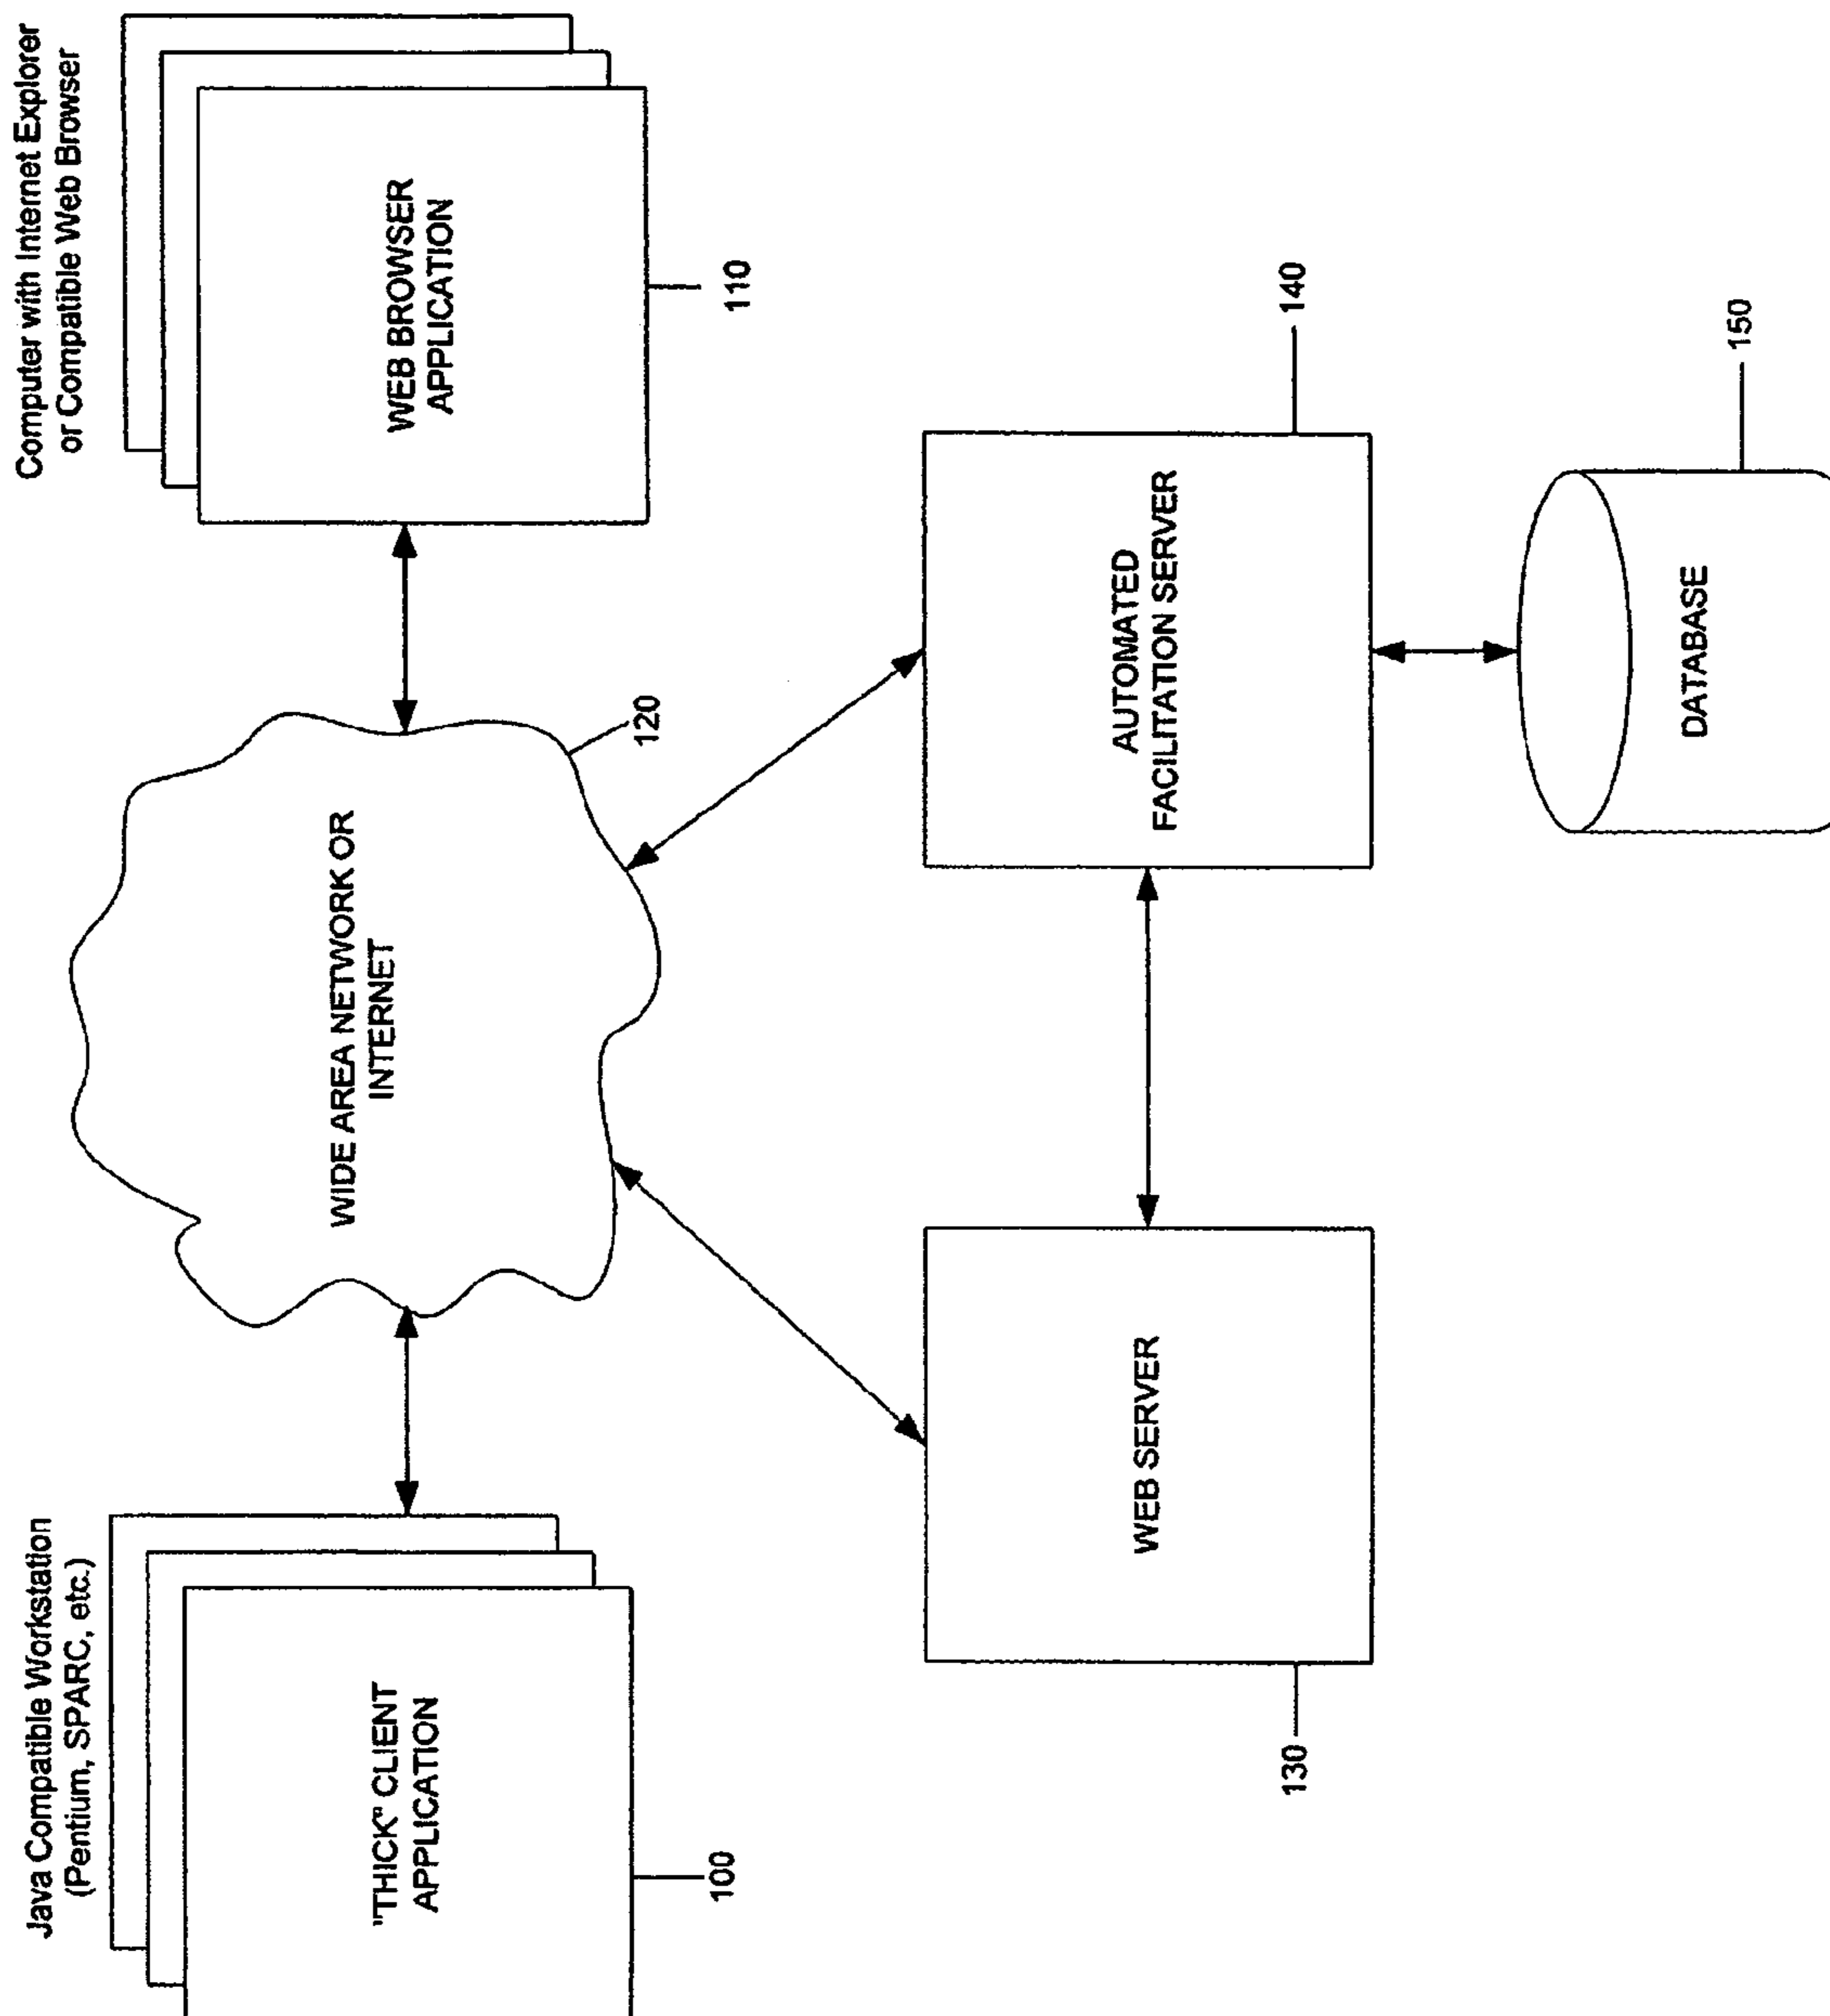 Java Compatible Workstation
(Pentium, SPARC, etc.)
"THICK" CLIENT
APPLICATION
100
WIDE AREA NETWORK OR
INTERNET
120
Computer with Internet Explorer
or Compatible Web Browser
WEB BROWSER
APPLICATION
110
WEB SERVER
130
AUTOMATED
FACILITATION SERVER
140
DATABASE
150